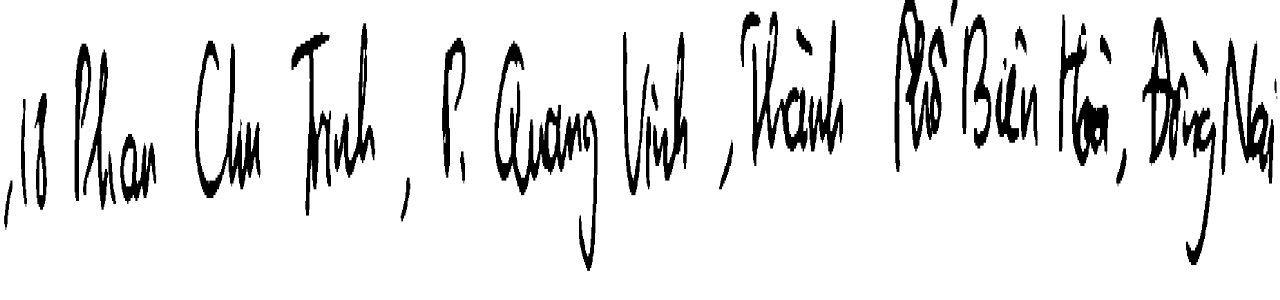 , 18 Phan Chu Trinh, P. Quang Vinh, Thành Phố Biên Hòa, Đồng Nai